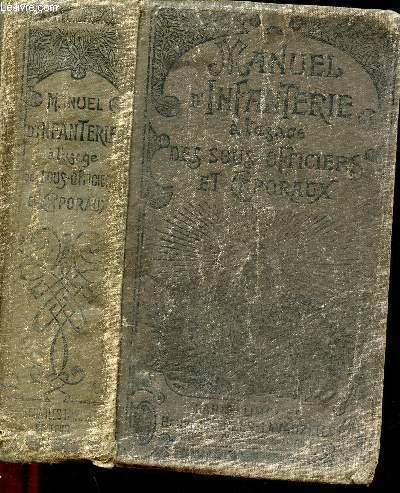 MANUEL
D'INFANTERIE
à l'usage
DES SOUS-OFFICIERS
ET CAPORAUX
MANUEL
D'INFANTERIE
à l'usage
DES SOUS-OFFICIERS
ET CAPORAUX